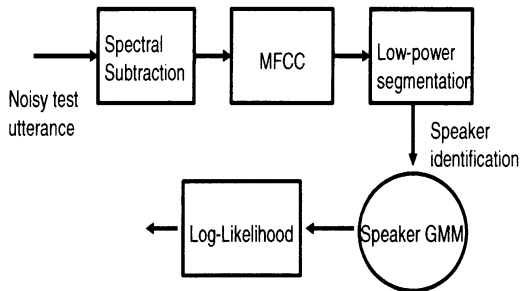 Spectral
Subtraction
MFCC
Low-power
segmentation
Noisy test
utterance
Speaker
identification
Log-Likelihood
Speaker GMM